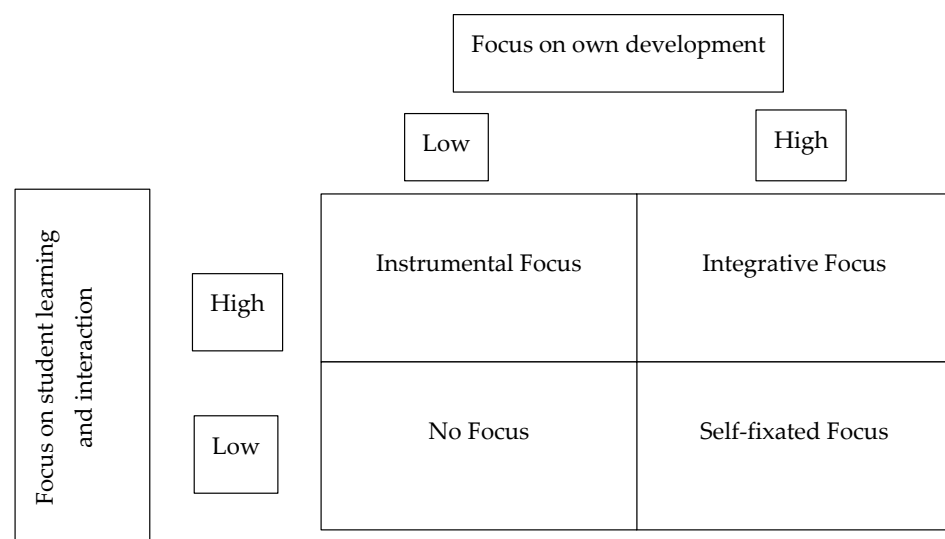 Focus on own development
Low
High
Focus on student learning
and interaction
High
Instrumental Focus
Integrative Focus
Low
No Focus
Self-fixated Focus